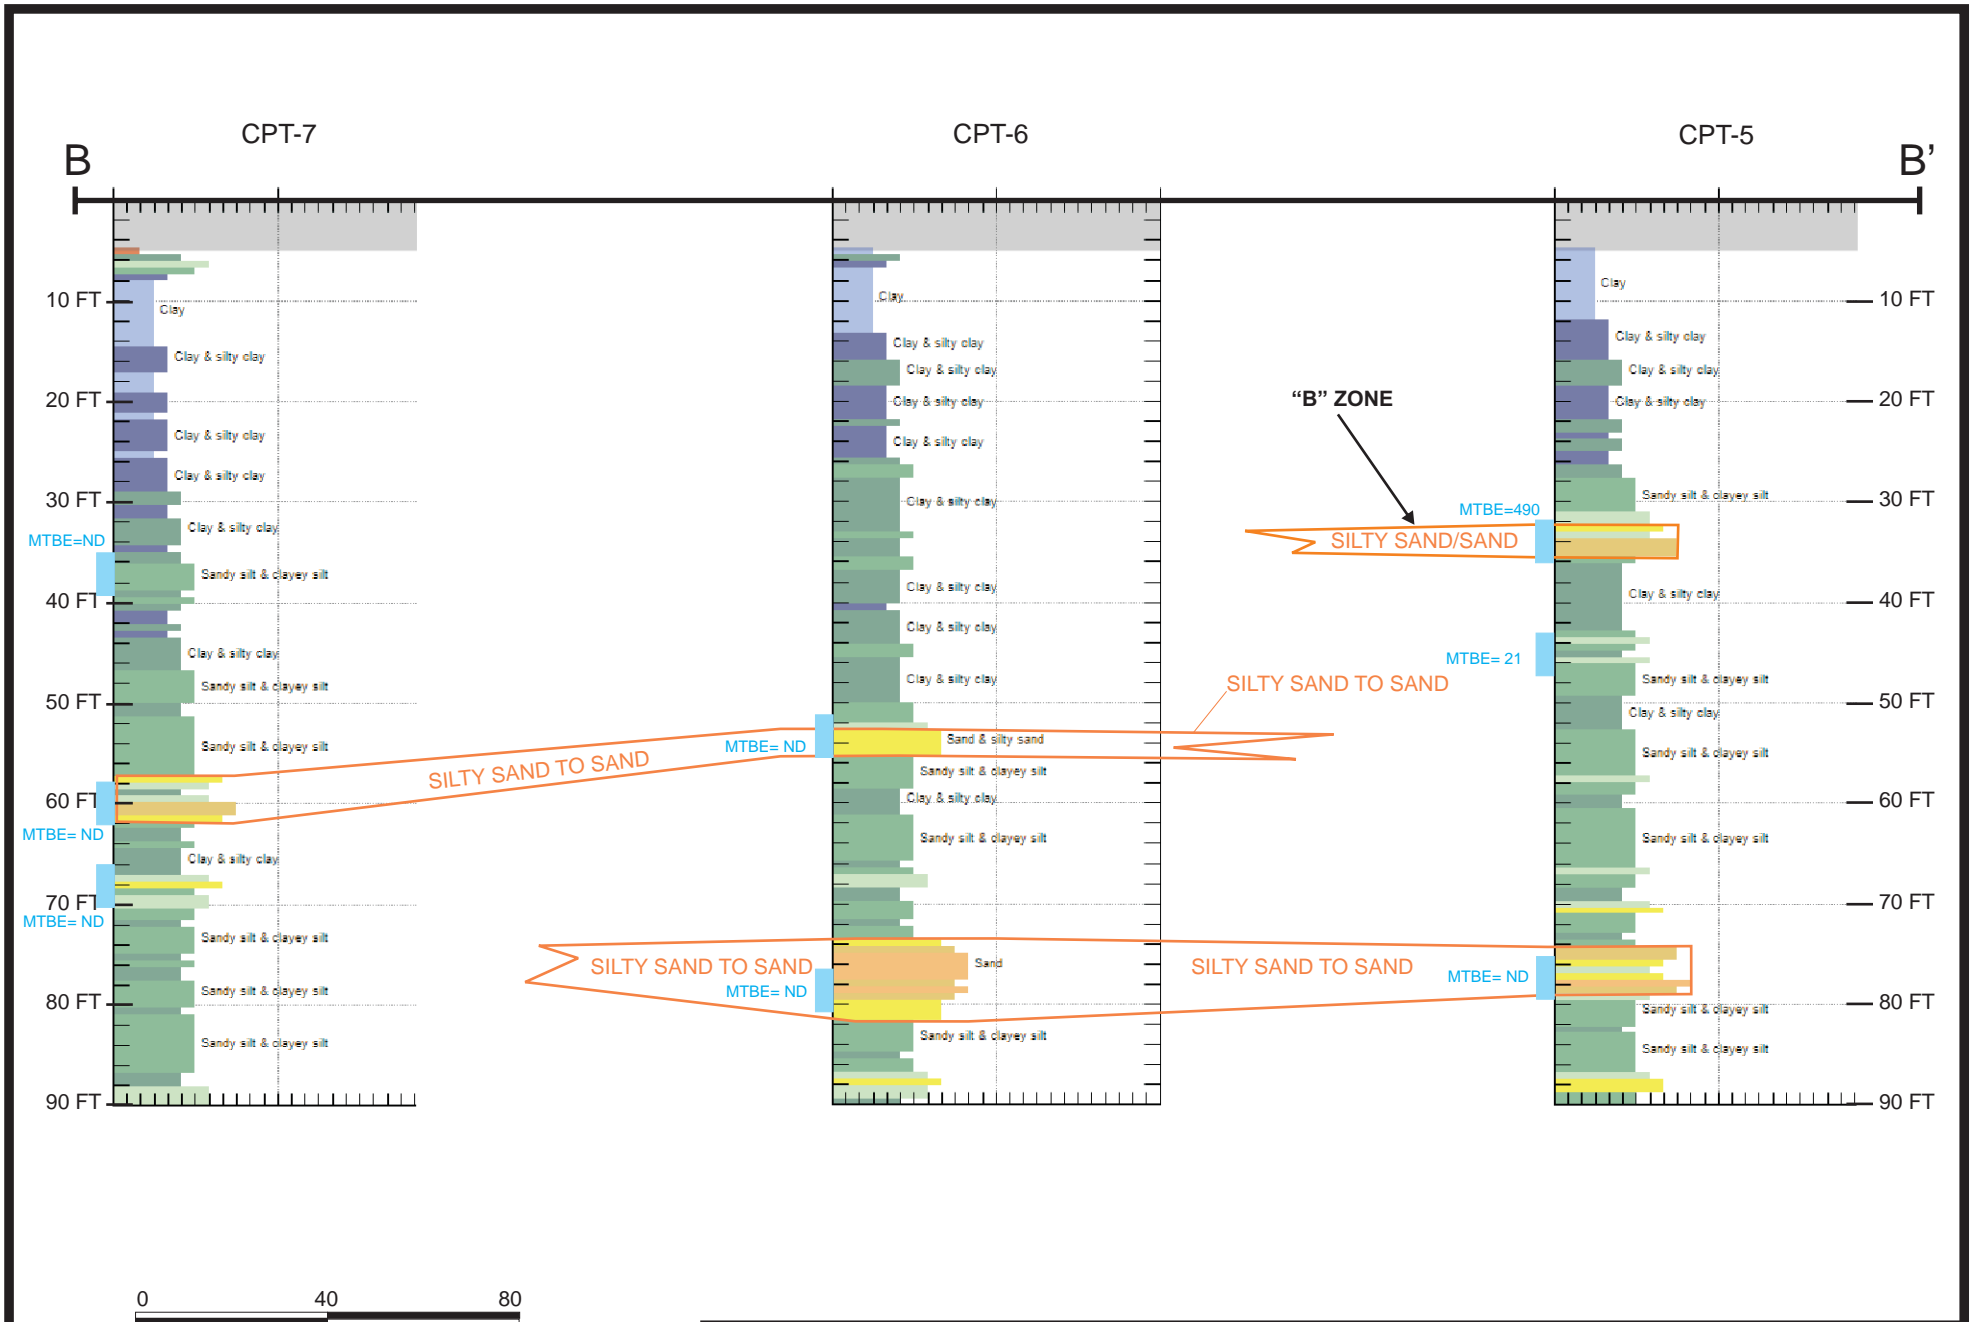 CPT-7
CPT-6
CPT-5
B
B’
10 FT
20 FT
30 FT
MTBE=ND
40 FT
50 FT
60 FT
MTBE= ND
70 FT
MTBE= ND
80 FT
90 FT
Clay
Clay & silty clay
Clay & silty clay
Clay & silty clay
Clay & silty clay
Sandy silt & clayey silt
Clay & silty clay
Sandy silt & clayey silt
Sandy silt & clayey silt
Clay & silty clay
Sandy silt & clayey silt
Sandy silt & clayey silt
Sandy silt & clayey silt
SILTY SAND TO SAND
SILTY SAND TO SAND
MTBE= ND
MTBE= ND
Clay
Clay & silty clay
Clay & silty clay
Clay & silty clay
Clay & silty clay
Clay & silty clay
Clay & silty clay
Clay & silty clay
Clay & silty clay
Sand & silty sand
Sandy silt & clayey silt
Clay & silty clay
Sandy silt & clayey silt
Sand
Sandy silt & clayey silt
“B” ZONE
SILTY SAND/SAND
SILTY SAND TO SAND
SILTY SAND TO SAND
MTBE=490
MTBE= 21
MTBE= ND
Clay
Clay & silty clay
Clay & silty clay
Clay & silty clay
Sandy silt & clayey silt
Clay & silty clay
Sandy silt & clayey silt
Clay & silty clay
Sandy silt & clayey silt
Sandy silt & clayey silt
Sandy silt & clayey silt
Sandy silt & clayey silt
10 FT
20 FT
30 FT
40 FT
50 FT
60 FT
70 FT
80 FT
90 FT
0 40 80